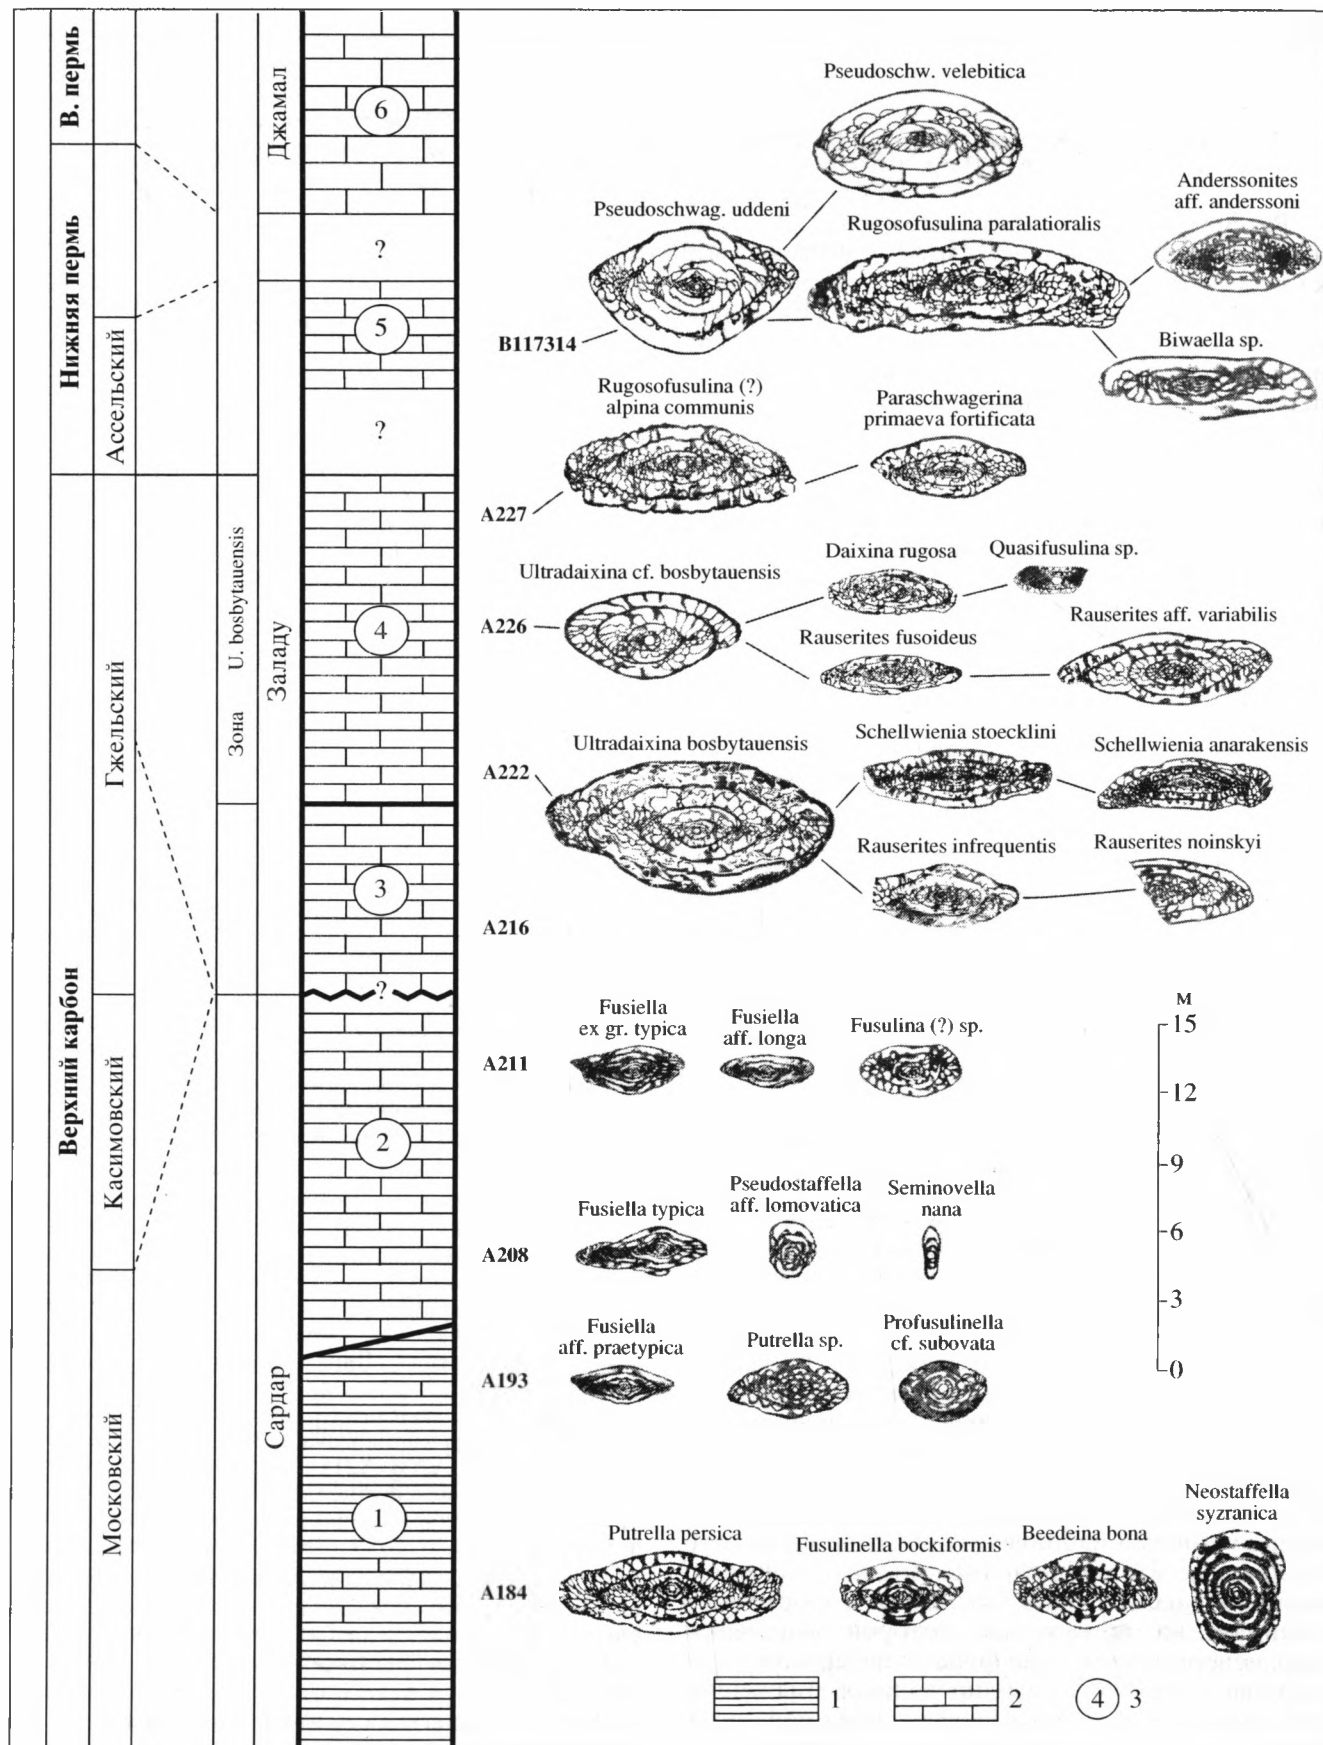 В. пермь
Нижняя пермь
Верхний карбон
Ассельский
Гжельский
Касимовский
Московский
Зона U. bosbytauensis
Джамал
Заладу
Сардар
6
?
5
?
4
3
?
2
1
Pseudoschw. velebitica
Pseudoschwag. uddeni
Rugosofusulina paralatioralis
Anderssonites
aff. anderssoni
B117314
Biwaella sp.
Rugosofusulina (?)
alpina communis
Paraschwagerina
primaeva fortificata
A227
Ultradaixina cf. bosbytauensis
Daixina rugosa
Quasifusulina sp.
A226
Rauserites fusoideus
Rauserites aff. variabilis
Ultradaixina bosbytauensis
Schellwienia stoecklini
Schellwienia anarakensis
A222
Rauserites infrequentis
Rauserites noinskyi
A216
Fusiella
ex gr. typica
Fusiella
aff. longa
Fusulina (?) sp.
A211
Fusiella typica
Pseudostaffella
aff. lomovatica
Seminovella
nana
A208
Fusiella
aff. praetypica
Putrella sp.
Profusulinella
cf. subovata
A193
Putrella persica
Fusulinella bockiformis
Beedeina bona
Neostaffella
syzranica
A184
м
15
12
9
6
3
0
1
2
4 3